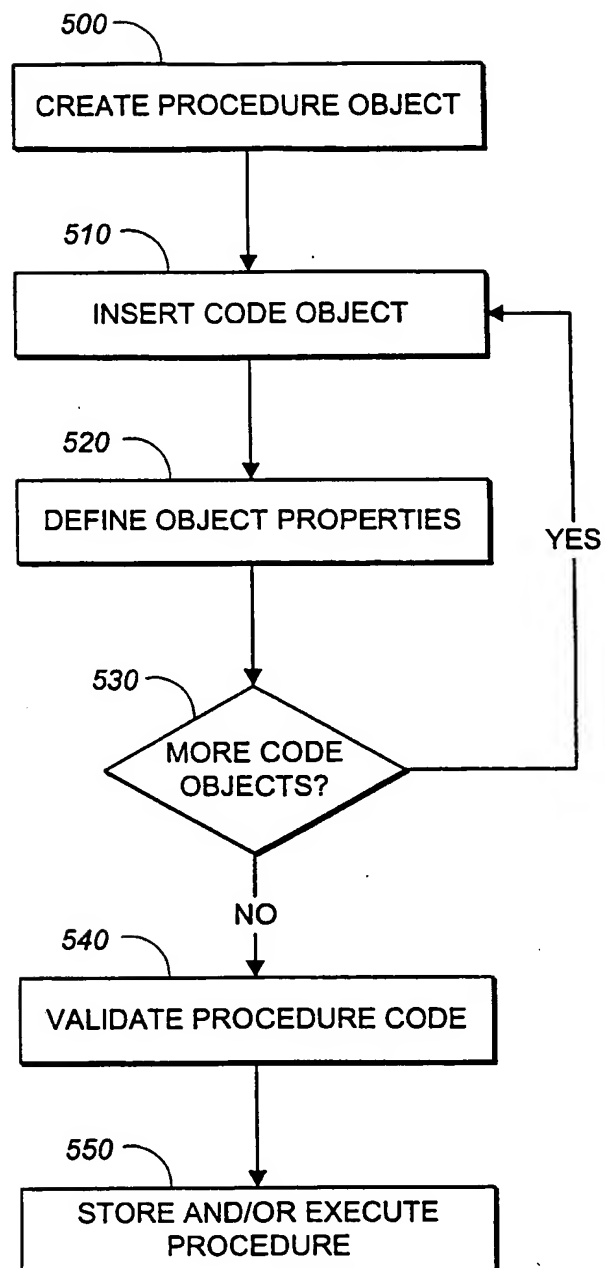 500
CREATE PROCEDURE OBJECT
510
INSERT CODE OBJECT
520
DEFINE OBJECT PROPERTIES
YES
530
MORE CODE
OBJECTS?
NO
540
VALIDATE PROCEDURE CODE
550
STORE AND/OR EXECUTE
PROCEDURE